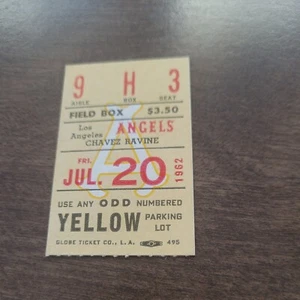 9 H 3
AISLE BOX SEAT
FIELD BOX $3.50
Los Angeles ANGELS
CHAVEZ RAVINE
FRI.
JUL. 20 1962
USE ANY ODD NUMBERED
YELLOW PARKING LOT
GLOBE TICKET CO., L.A. 495